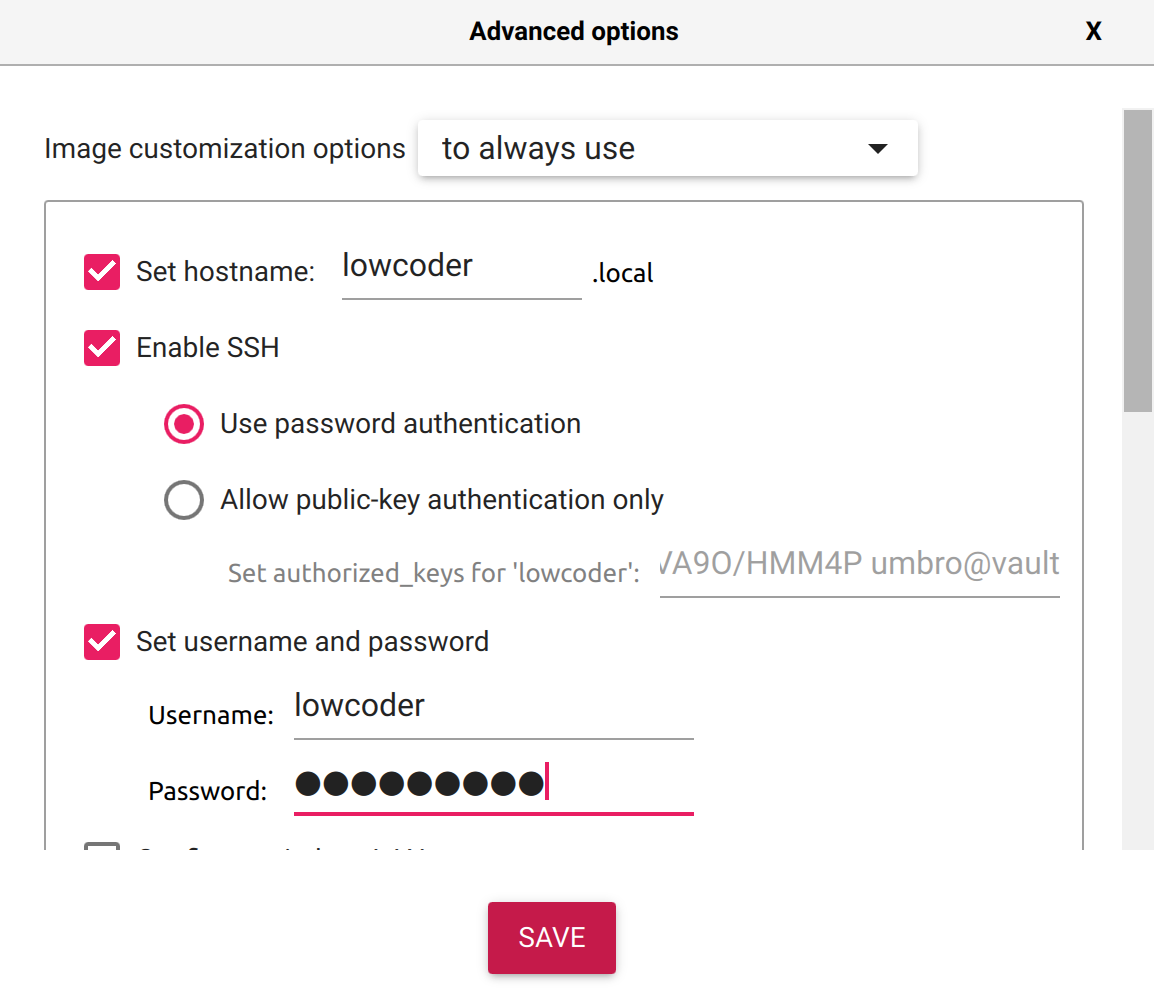 Advanced options X
Image customization options to always use
Set hostname: lowcoder .local
Enable SSH
Use password authentication
Allow public-key authentication only
Set authorized_keys for 'lowcoder': VA9O/HMM4P umbro@vault
Set username and password
Username: lowcoder
Password: ●●●●●●●●●
SAVE